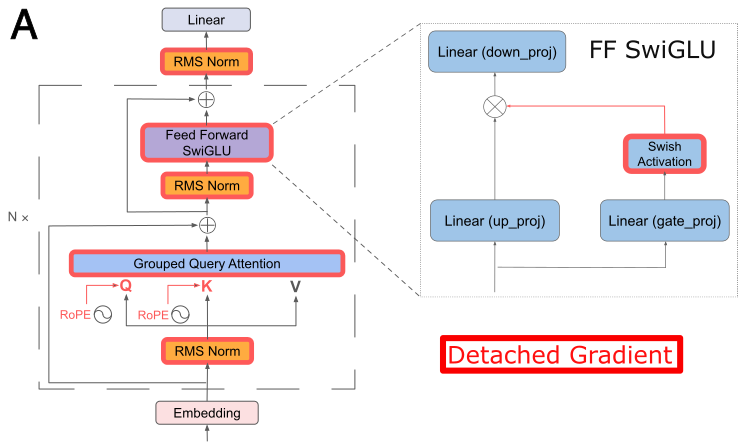 A
Linear
RMS Norm
Feed Forward
SwiGLU
RMS Norm
N ×
Grouped Query Attention
Q
K
V
RoPE
RoPE
RMS Norm
Embedding
FF SwiGLU
Linear (down_proj)
Swish
Activation
Linear (up_proj)
Linear (gate_proj)
Detached Gradient